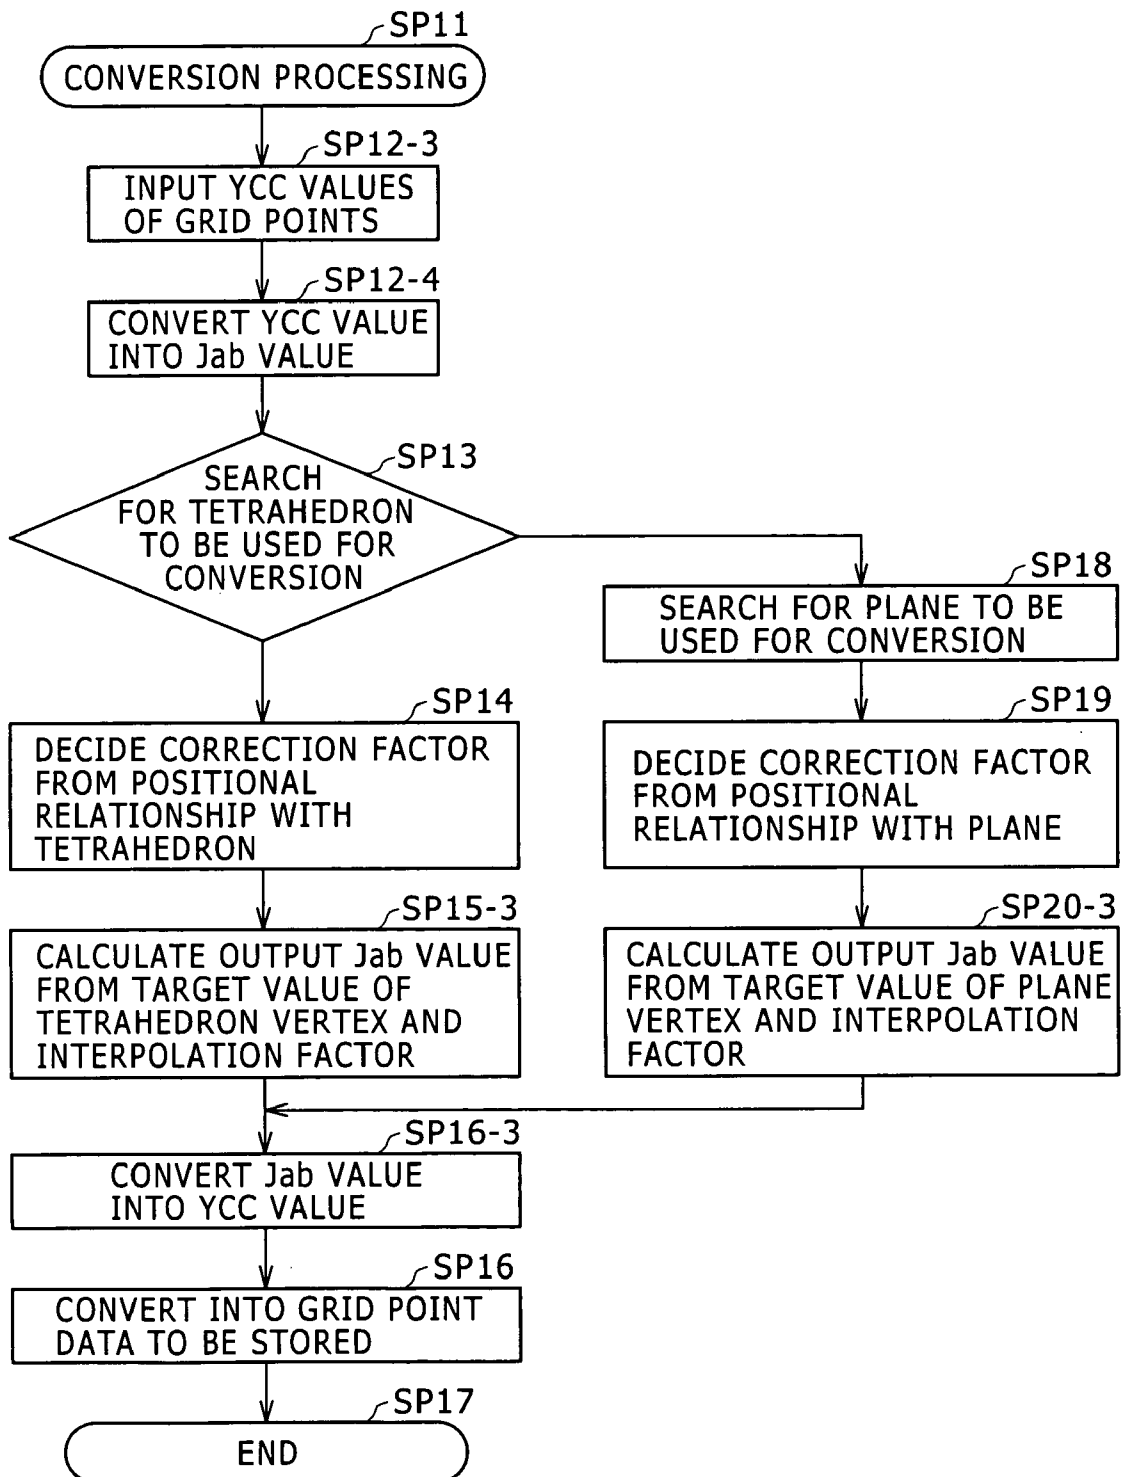 SP11
CONVERSION PROCESSING
SP12-3
INPUT YCC VALUES
OF GRID POINTS
SP12-4
CONVERT YCC VALUE
INTO Jab VALUE
SP13
SEARCH
FOR TETRAHEDRON
TO BE USED FOR
CONVERSION
SP18
SEARCH FOR PLANE TO BE
USED FOR CONVERSION
SP14
DECIDE CORRECTION FACTOR
FROM POSITIONAL
RELATIONSHIP WITH
TETRAHEDRON
SP19
DECIDE CORRECTION FACTOR
FROM POSITIONAL
RELATIONSHIP WITH PLANE
SP15-3
CALCULATE OUTPUT Jab VALUE
FROM TARGET VALUE OF
TETRAHEDRON VERTEX AND
INTERPOLATION FACTOR
SP20-3
CALCULATE OUTPUT Jab VALUE
FROM TARGET VALUE OF PLANE
VERTEX AND INTERPOLATION
FACTOR
SP16-3
CONVERT Jab VALUE
INTO YCC VALUE
SP16
CONVERT INTO GRID POINT
DATA TO BE STORED
SP17
END